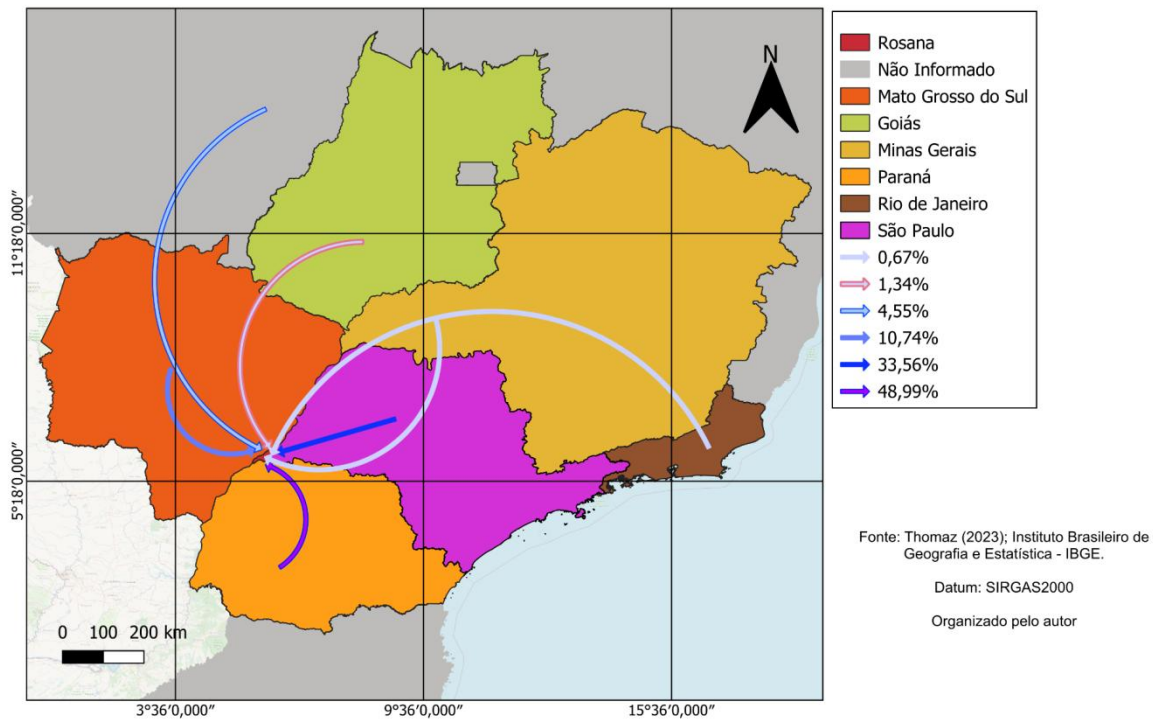 N
Rosana
Não Informado
Mato Grosso do Sul
Goiás
Minas Gerais
Paraná
Rio de Janeiro
São Paulo
0,67%
1,34%
4,55%
10,74%
33,56%
48,99%
11°18′0,000″
5°18′0,000″
0 100 200 km
3°36′0,000″ 9°36′0,000″ 15°36′0,000″
Fonte: Thomaz (2023); Instituto Brasileiro de
Geografia e Estatística - IBGE.
Datum: SIRGAS2000
Organizado pelo autor